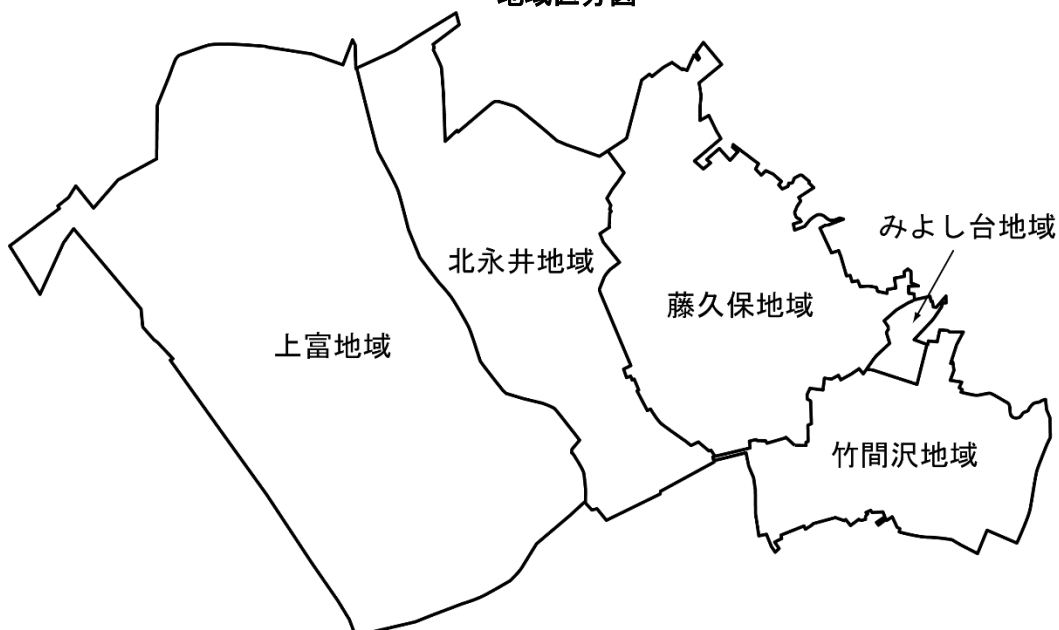 地域区分図
みよし台地域
北永井地域
藤久保地域
上富地域
竹間沢地域